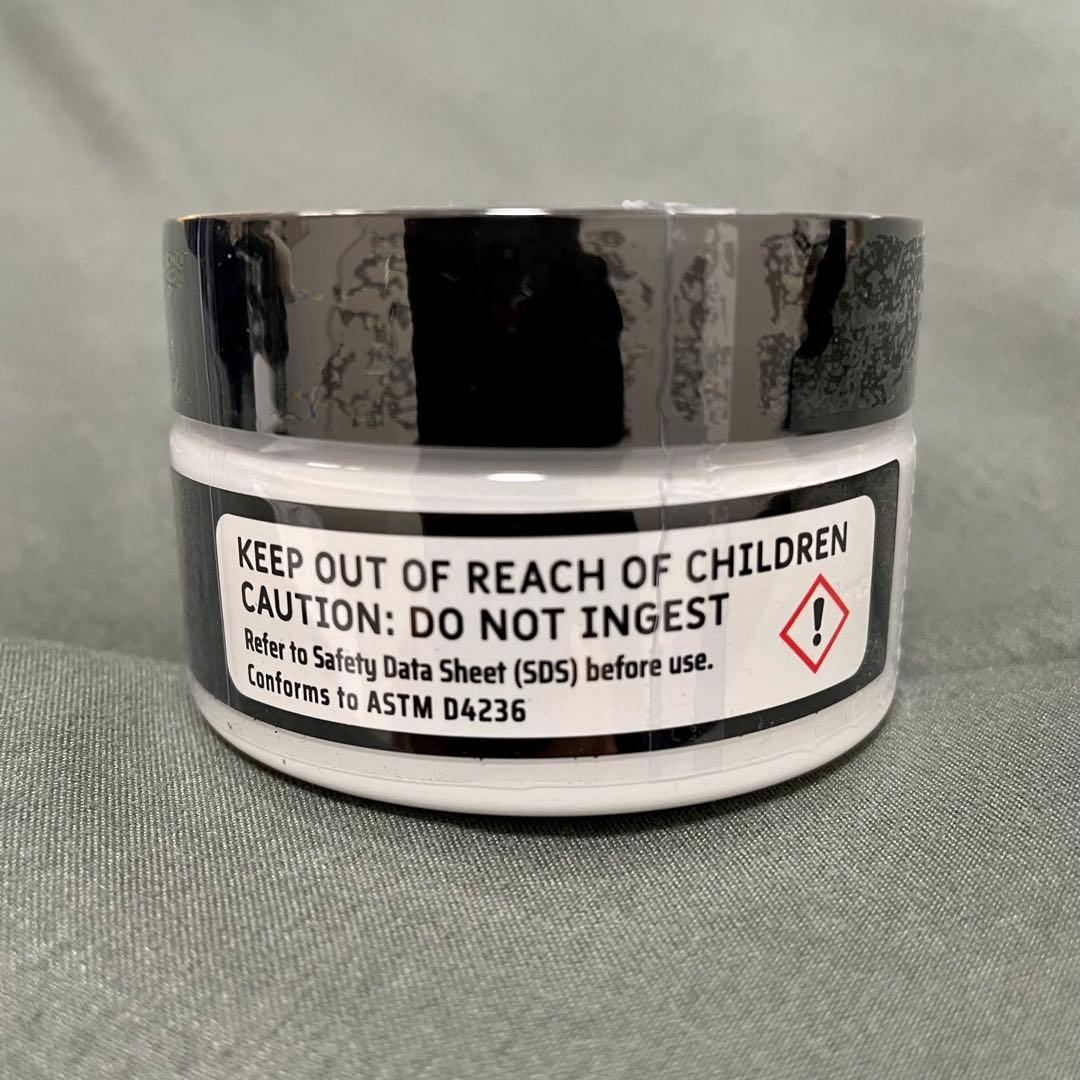 KEEP OUT OF REACH OF CHILDREN
CAUTION: DO NOT INGEST
Refer to Safety Data Sheet (SDS) before use.
Conforms to ASTM D4236